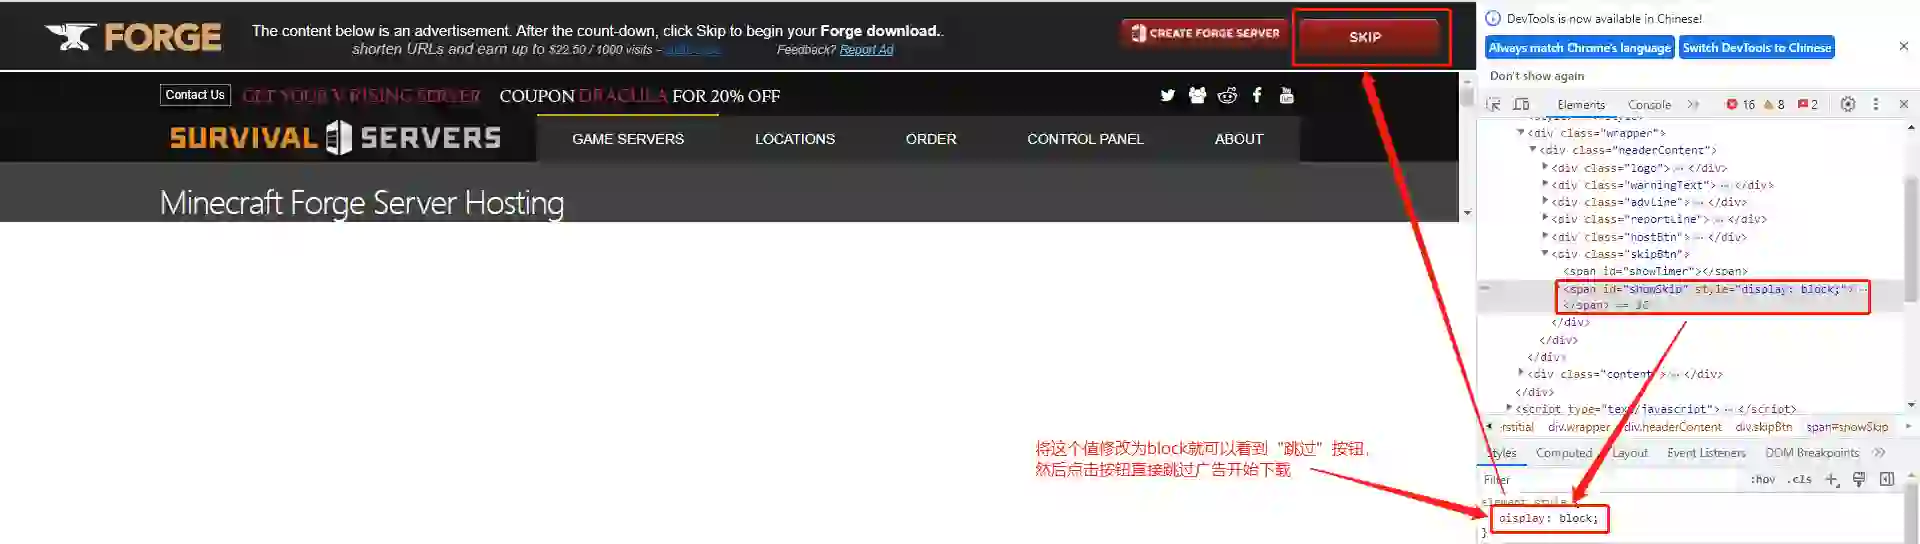 FORGE
The content below is an advertisement. After the count-down, click Skip to begin your Forge download..
shorten URLs and earn up to $22.50 / 1000 visits –
Feedback? Report Ad
CREATE FORGE SERVER
SKIP
Contact Us
GET YOUR V RISING SERVER
COUPON DRACULA FOR 20% OFF
SURVIVAL SERVERS
GAME SERVERS
LOCATIONS
ORDER
CONTROL PANEL
ABOUT
Minecraft Forge Server Hosting
将这个值修改为block就可以看到“跳过”按钮，
然后点击按钮直接跳过广告开始下载
DevTools is now available in Chinese!
Always match Chrome's language
Switch DevTools to Chinese
Don't show again
Elements
Console
16
8
2
<div class="wrapper">
<div class="headerContent">
<div class="logo">⋯</div>
<div class="warningText">⋯</div>
<div class="advLine">⋯</div>
<div class="reportLine">⋯</div>
<div class="hostBtn">⋯</div>
<div class="skipBtn">
<span id="showTimer"></span>
<span id="showSkip" style="display: block;">⋯
</span> ==
</div>
</div>
</div>
<div class="content">⋯</div>
</div>
<script type="text/javascript">⋯</script>
rstitial
div.wrapper
div.headerContent
div.skipBtn
span#showSkip
Styles
Computed
Layout
Event Listeners
DOM Breakpoints
Filter
:hov
.cls
element.style
display: block;
}